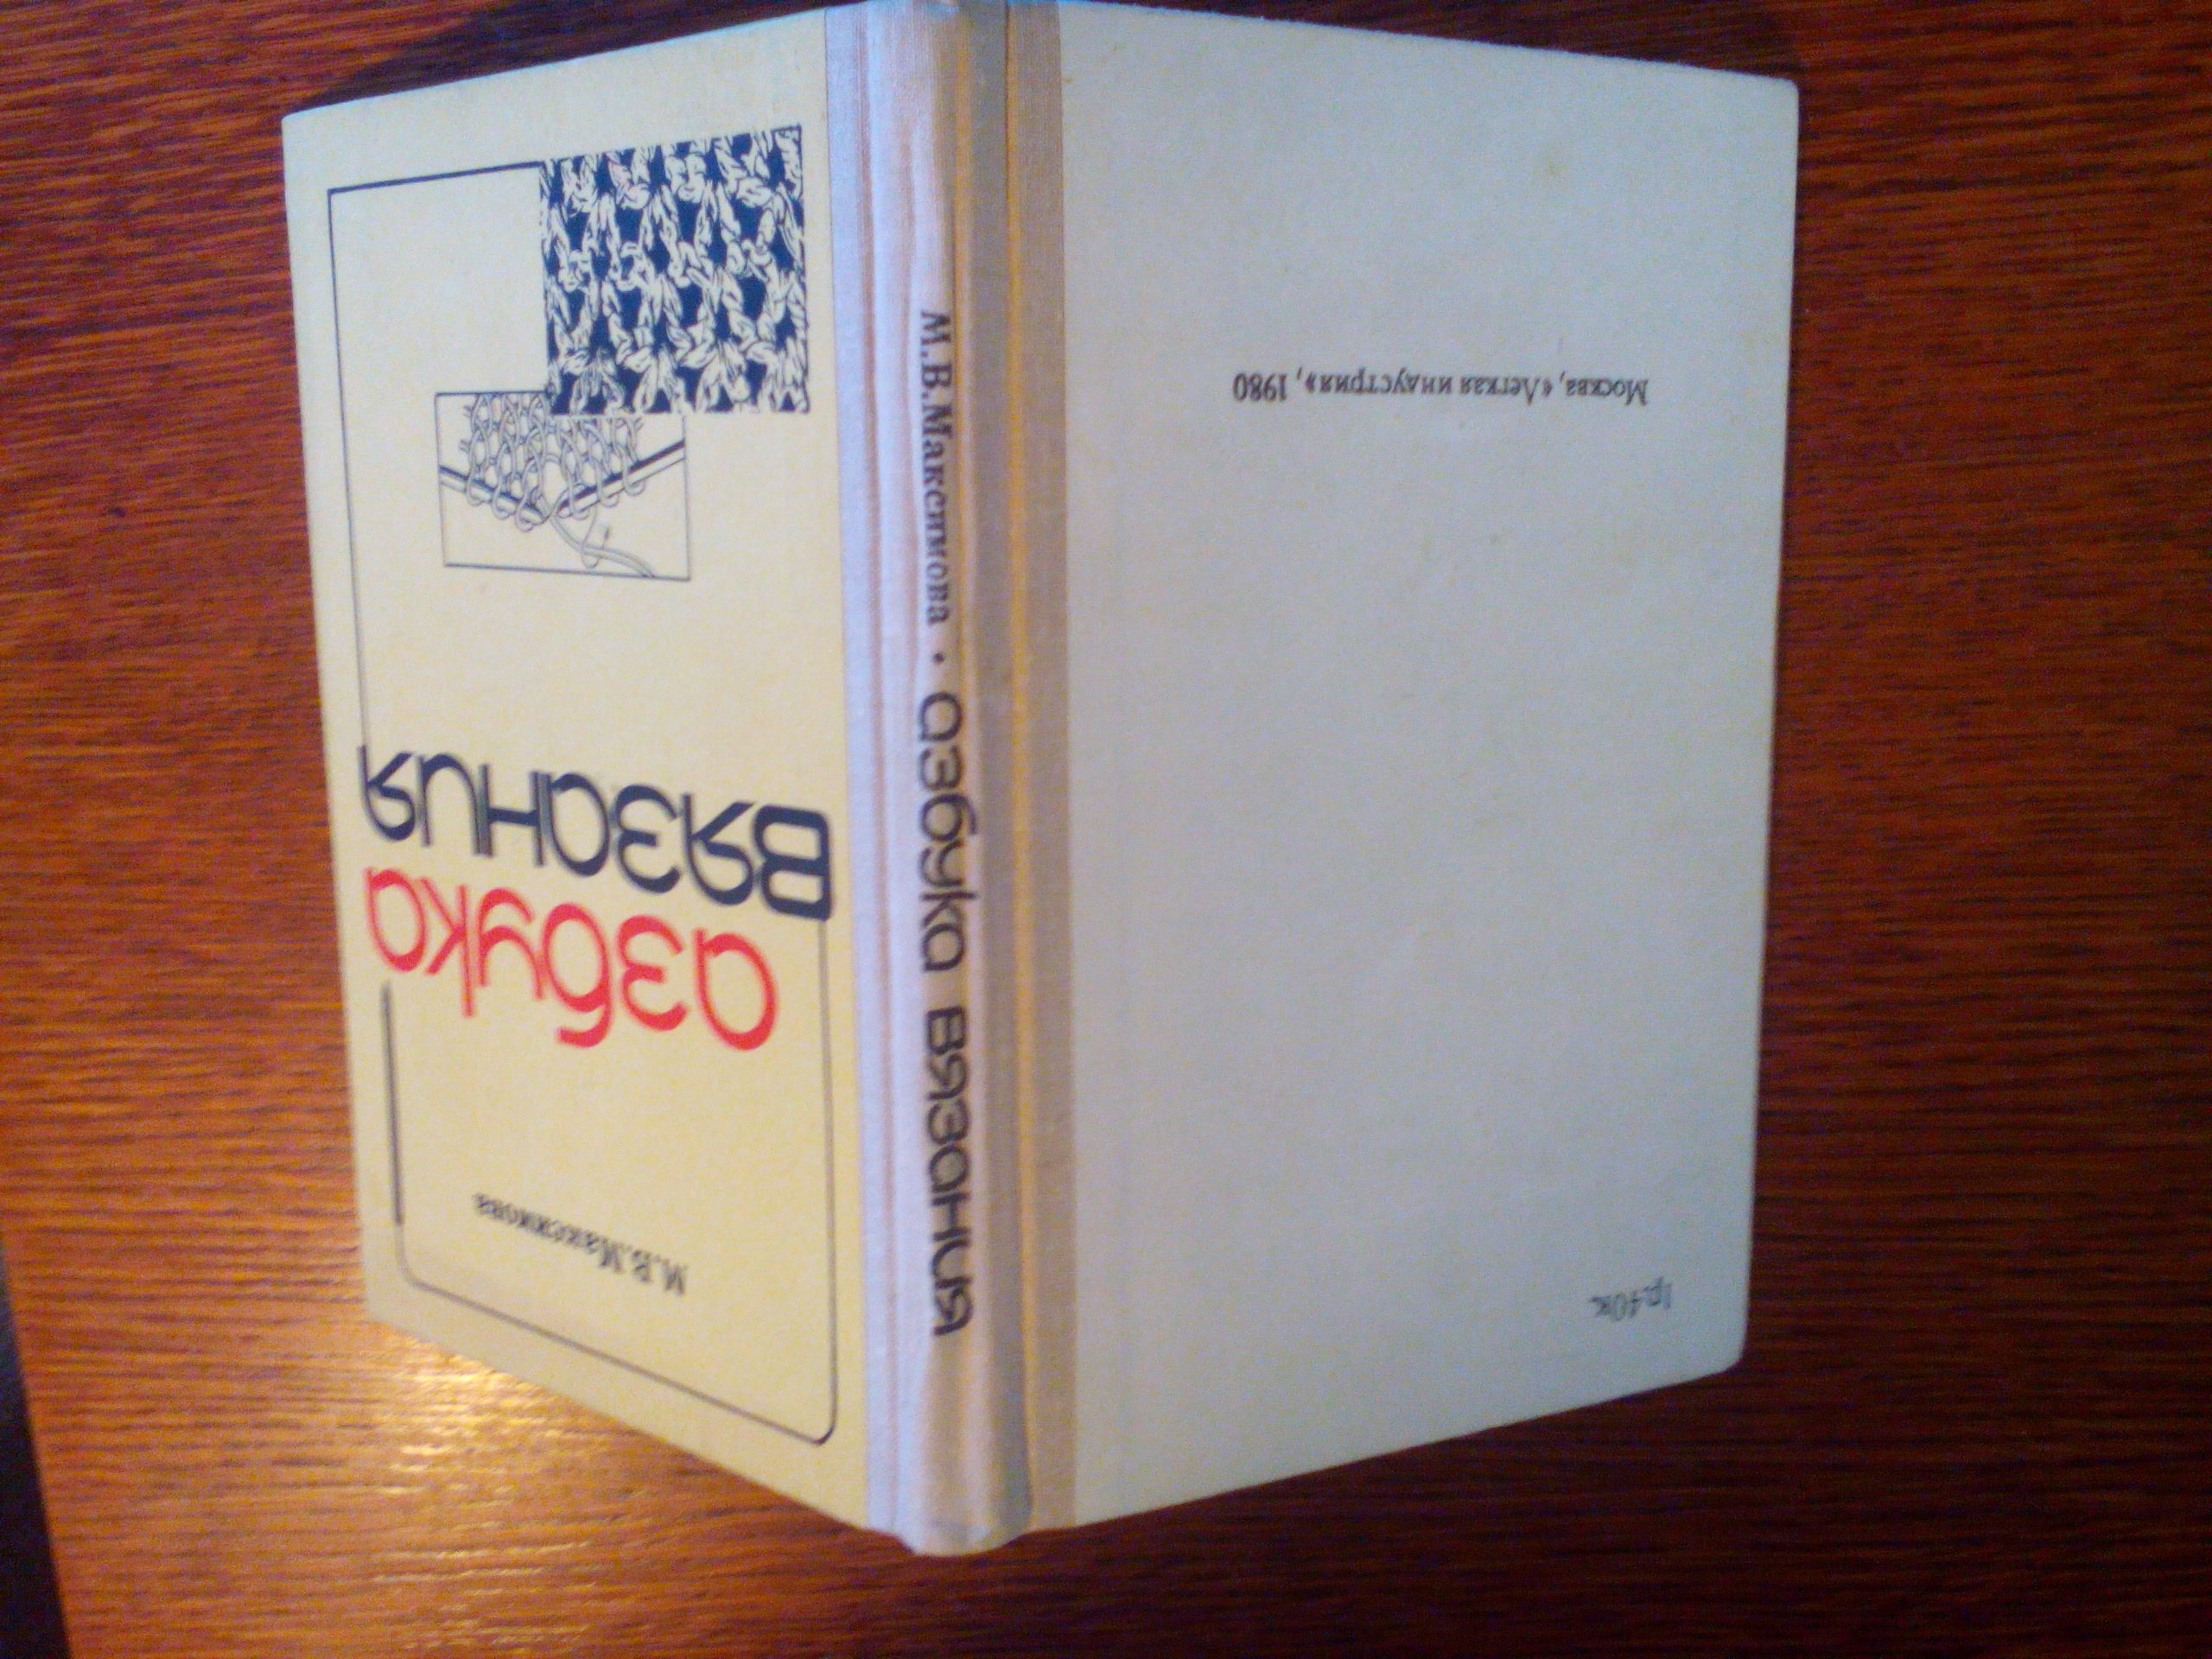 М.В.Максимова
азбука
вязания
М.В.Максимова • азбука вязания
Москва, «Легкая индустрия», 1980
1р.40к.